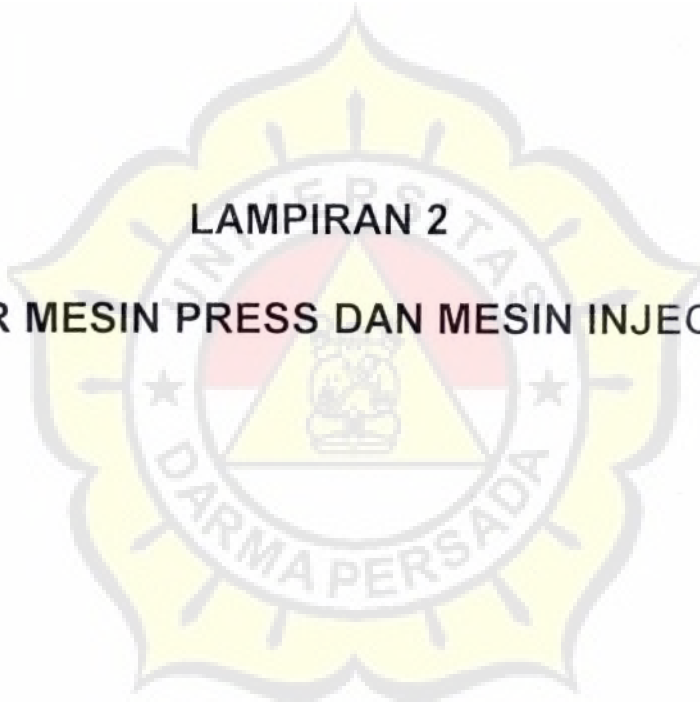 LAMPIRAN 2
R MESIN PRESS DAN MESIN INJEC
UNIVERSITAS
DARMA PERSADA